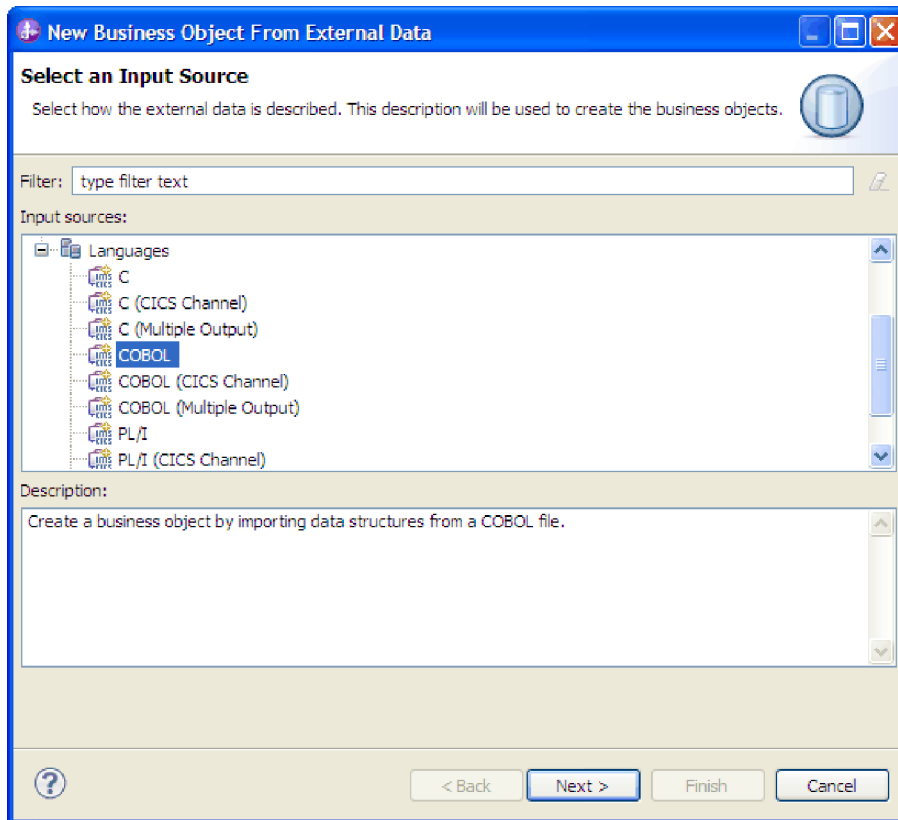 New Business Object From External Data
Select an Input Source
Select how the external data is described. This description will be used to create the business objects.
Filter: type filter text
Input sources:
Languages
C
C (CICS Channel)
C (Multiple Output)
COBOL
COBOL (CICS Channel)
COBOL (Multiple Output)
PL/I
PL/I (CICS Channel)
Description:
Create a business object by importing data structures from a COBOL file.
? < Back Next > Finish Cancel